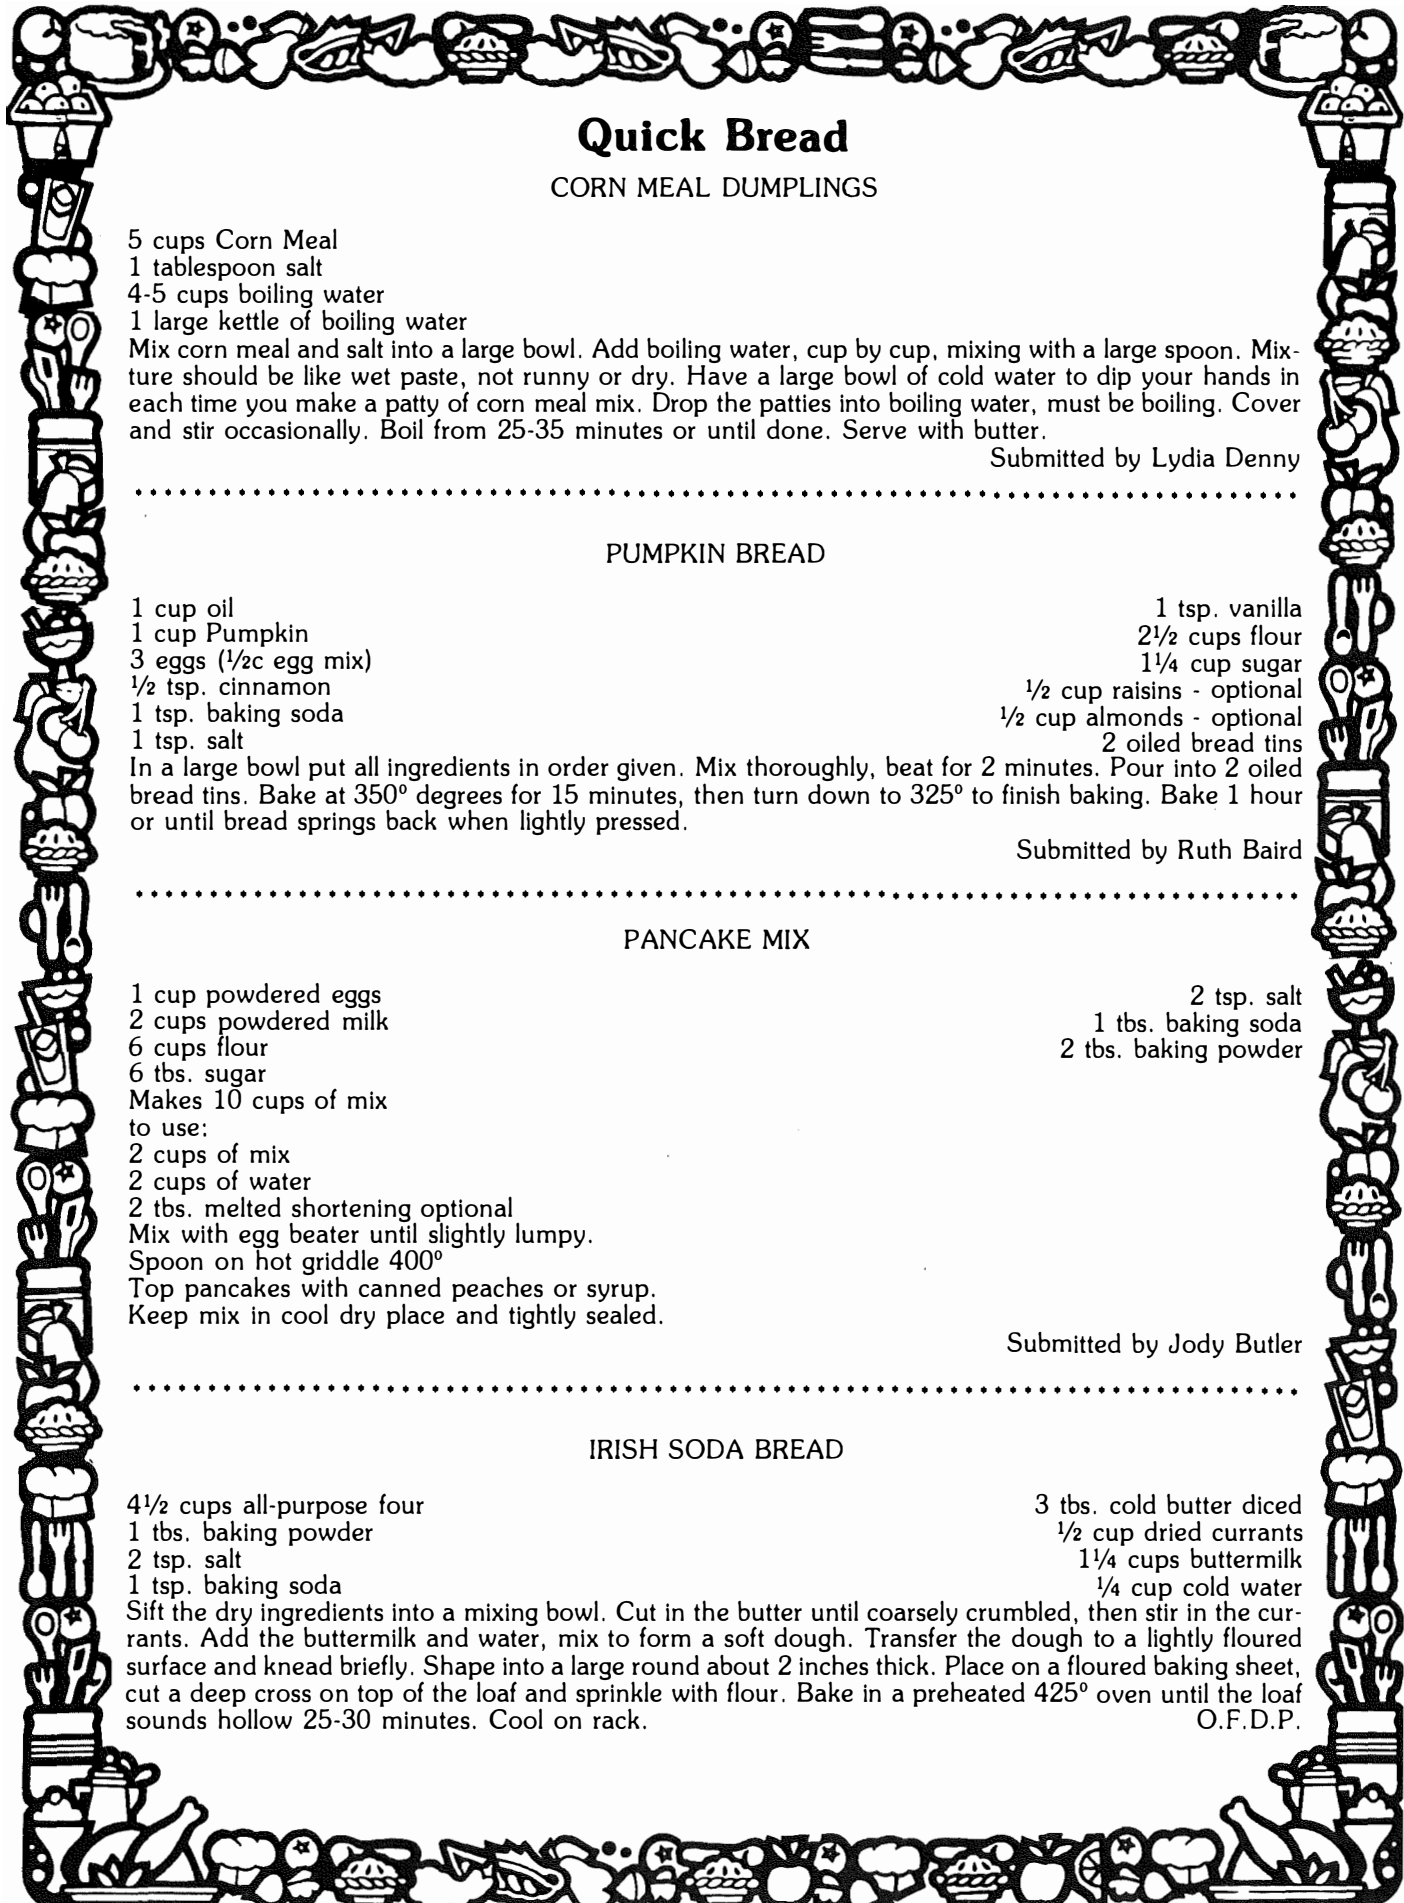 Quick Bread
CORN MEAL DUMPLINGS
5 cups Corn Meal
1 tablespoon salt
4-5 cups boiling water
1 large kettle of boiling water
Mix corn meal and salt into a large bowl. Add boiling water, cup by cup, mixing with a large spoon. Mix-
ture should be like wet paste, not runny or dry. Have a large bowl of cold water to dip your hands in
each time you make a patty of corn meal mix. Drop the patties into boiling water, must be boiling. Cover
and stir occasionally. Boil from 25-35 minutes or until done. Serve with butter.
Submitted by Lydia Denny
PUMPKIN BREAD
1 cup oil
1 cup Pumpkin
3 eggs (½c egg mix)
½ tsp. cinnamon
1 tsp. baking soda
1 tsp. salt
1 tsp. vanilla
2½ cups flour
1¼ cup sugar
½ cup raisins - optional
½ cup almonds - optional
2 oiled bread tins
In a large bowl put all ingredients in order given. Mix thoroughly, beat for 2 minutes. Pour into 2 oiled
bread tins. Bake at 350º degrees for 15 minutes, then turn down to 325º to finish baking. Bake 1 hour
or until bread springs back when lightly pressed.
Submitted by Ruth Baird
PANCAKE MIX
1 cup powdered eggs
2 cups powdered milk
6 cups flour
6 tbs. sugar
2 tsp. salt
1 tbs. baking soda
2 tbs. baking powder
Makes 10 cups of mix
to use:
2 cups of mix
2 cups of water
2 tbs. melted shortening optional
Mix with egg beater until slightly lumpy.
Spoon on hot griddle 400º
Top pancakes with canned peaches or syrup.
Keep mix in cool dry place and tightly sealed.
Submitted by Jody Butler
IRISH SODA BREAD
4½ cups all-purpose four
1 tbs. baking powder
2 tsp. salt
1 tsp. baking soda
3 tbs. cold butter diced
½ cup dried currants
1¼ cups buttermilk
¼ cup cold water
Sift the dry ingredients into a mixing bowl. Cut in the butter until coarsely crumbled, then stir in the cur-
rants. Add the buttermilk and water, mix to form a soft dough. Transfer the dough to a lightly floured
surface and knead briefly. Shape into a large round about 2 inches thick. Place on a floured baking sheet,
cut a deep cross on top of the loaf and sprinkle with flour. Bake in a preheated 425º oven until the loaf
sounds hollow 25-30 minutes. Cool on rack. O.F.D.P.